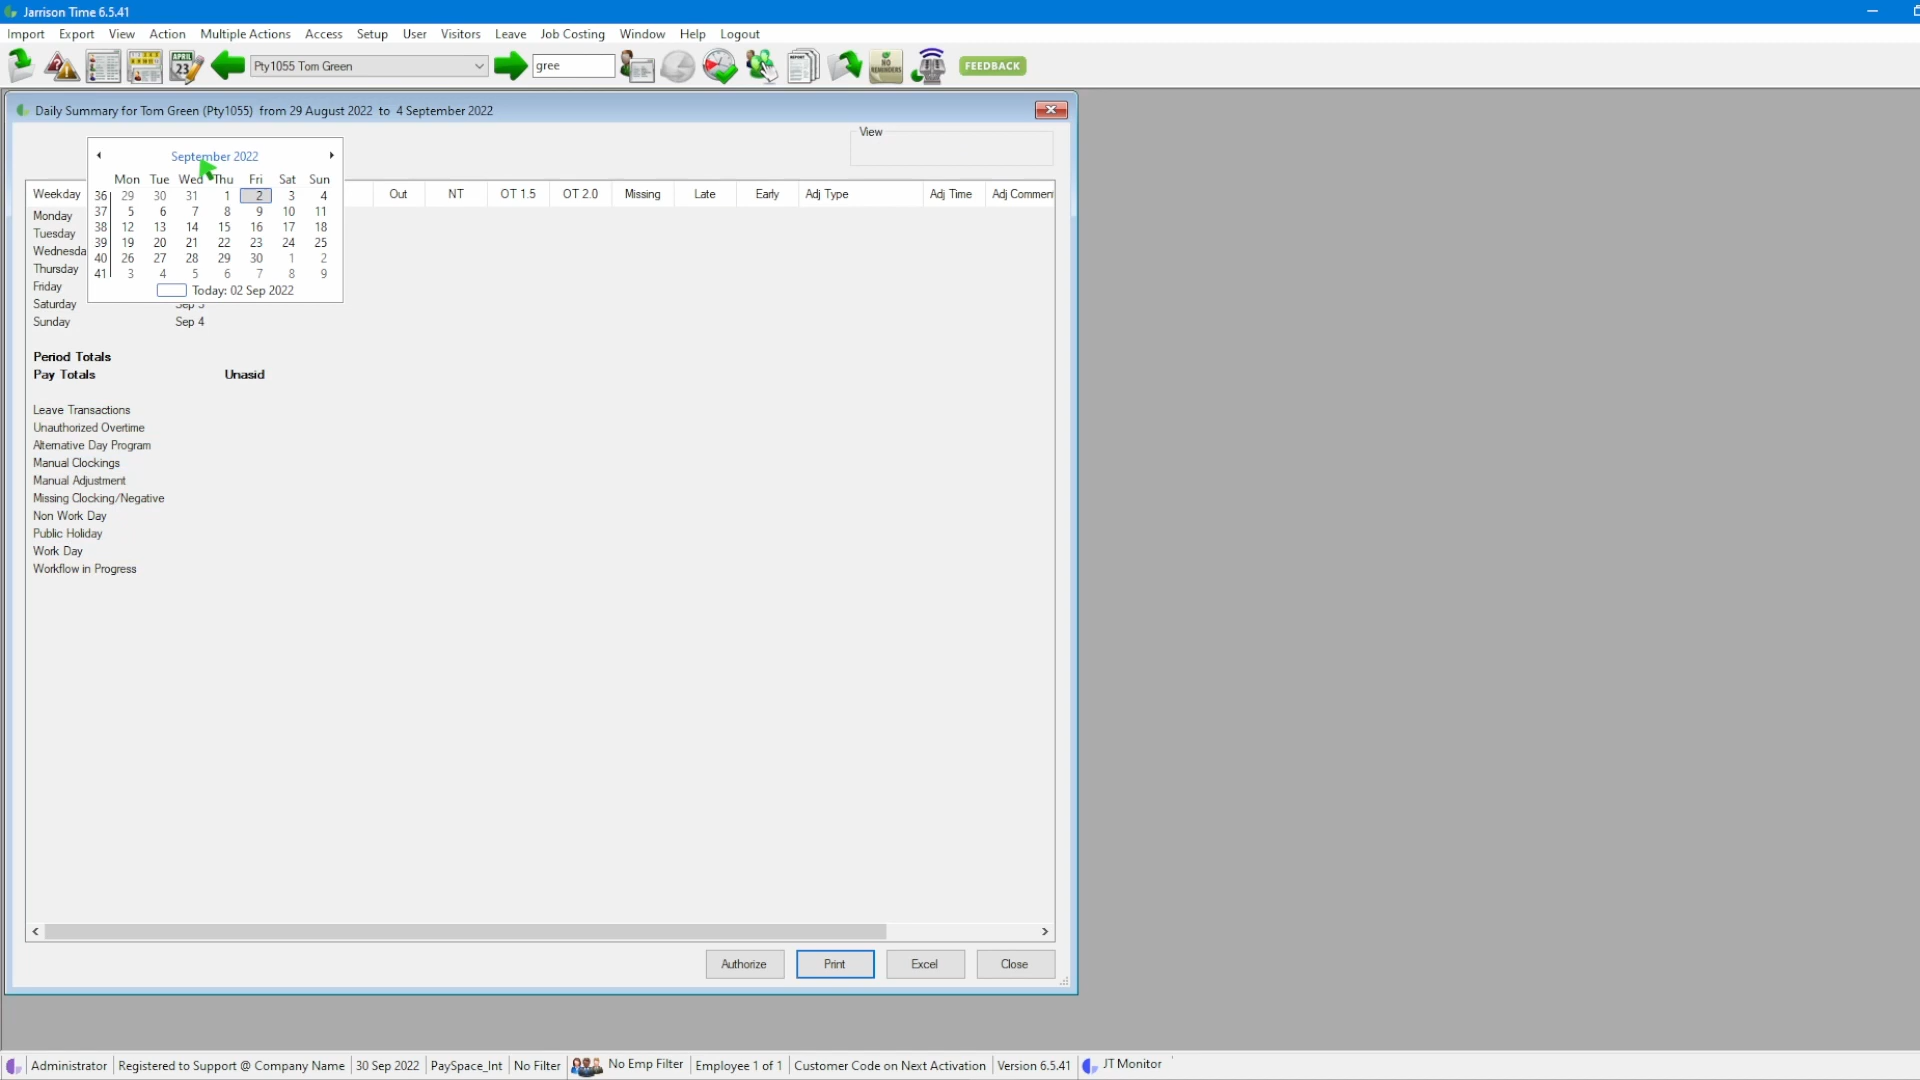 Jarrison Time 6.5.41
Import Export View Action Multiple Actions Access Setup User Visitors Leave Job Costing Window Help Logout
APRIL 23 Pty1055 Tom Green gree REPORT NO REMINDERS FEEDBACK
Daily Summary for Tom Green (Pty1055) from 29 August 2022 to 4 September 2022
View
September 2022
Mon Tue Wed Thu Fri Sat Sun
36 29 30 31 1 2 3 4
37 5 6 7 8 9 10 11
38 12 13 14 15 16 17 18
39 19 20 21 22 23 24 25
40 26 27 28 29 30 1 2
41 3 4 5 6 7 8 9
Today: 02 Sep 2022
Weekday Out NT OT 1.5 OT 2.0 Missing Late Early Adj Type Adj Time Adj Commen
Monday
Tuesday
Wednesda
Thursday
Friday
Saturday Sep 3
Sunday Sep 4
Period Totals
Pay Totals Unasid
Leave Transactions
Unauthorized Overtime
Alternative Day Program
Manual Clockings
Manual Adjustment
Missing Clocking/Negative
Non Work Day
Public Holiday
Work Day
Workflow in Progress
Authorize Print Excel Close
Administrator Registered to Support @ Company Name 30 Sep 2022 PaySpace_Int No Filter No Emp Filter Employee 1 of 1 Customer Code on Next Activation Version 6.5.41 JT Monitor